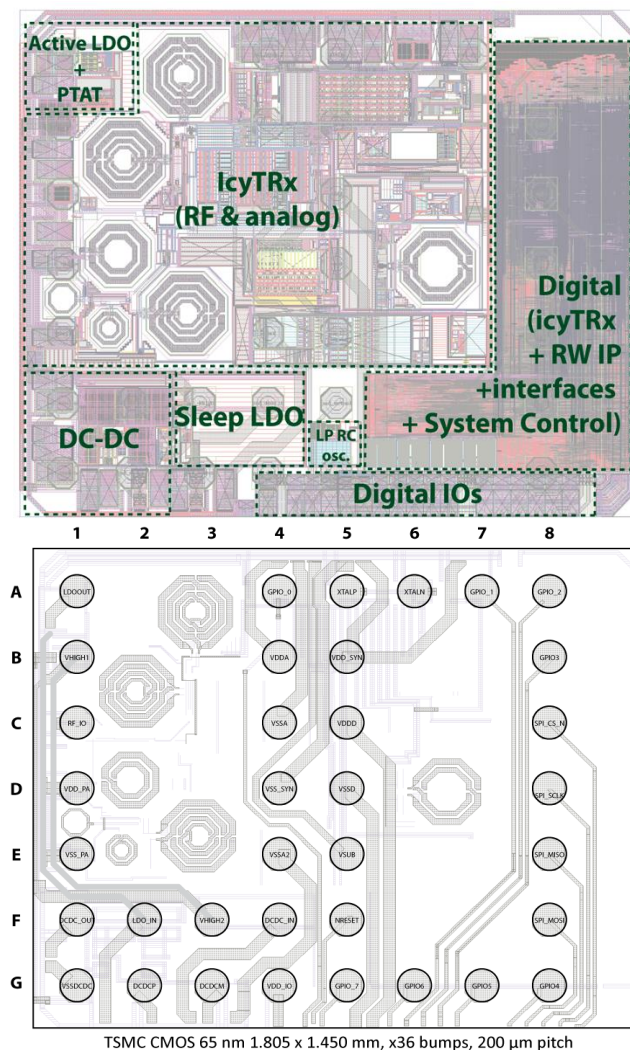 Active LDO
+
PTAT
IcyTRx
(RF & analog)
Digital
(icyTRx
+ RW IP
+interfaces
+ System Control)
DC-DC
Sleep LDO
LP RC
osc.
Digital IOs
1 2 3 4 5 6 7 8
A LDOOUT GPIO_0 XTALP XTALN GPIO_1 GPIO_2
B VHIGH1 VDDA VDD_SYN GPIO3
C RF_IO VSSA VDDD SPI_CS_N
D VDD_PA VSS_SYN VSSD SPI_SCLK
E VSS_PA VSSA2 VSUB SPI_MISO
F DCDC_OUT LDO_IN VHIGH2 DCDC_IN NRESET SPI_MOSI
G VSSDCDC DCDCP DCDCM VDD_IO GPIO_7 GPIO6 GPIO5 GPIO4
TSMC CMOS 65 nm 1.805 x 1.450 mm, x36 bumps, 200 µm pitch